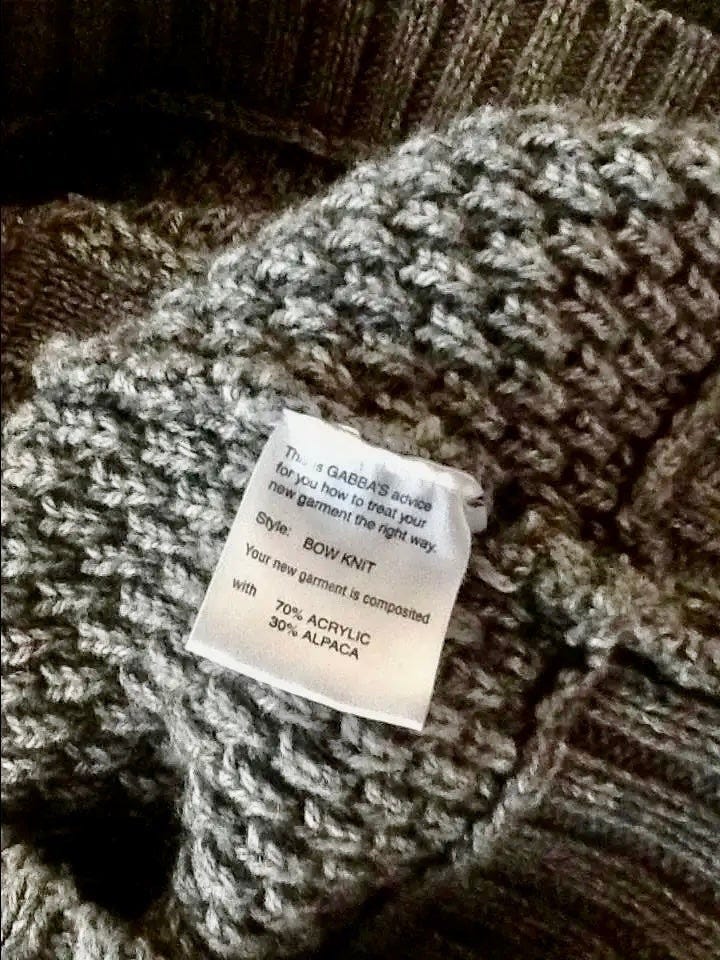 This is GABBA'S advice
for you how to treat your
new garment the right way.
Style: BOW KNIT
Your new garment is composited
with
70% ACRYLIC
30% ALPACA